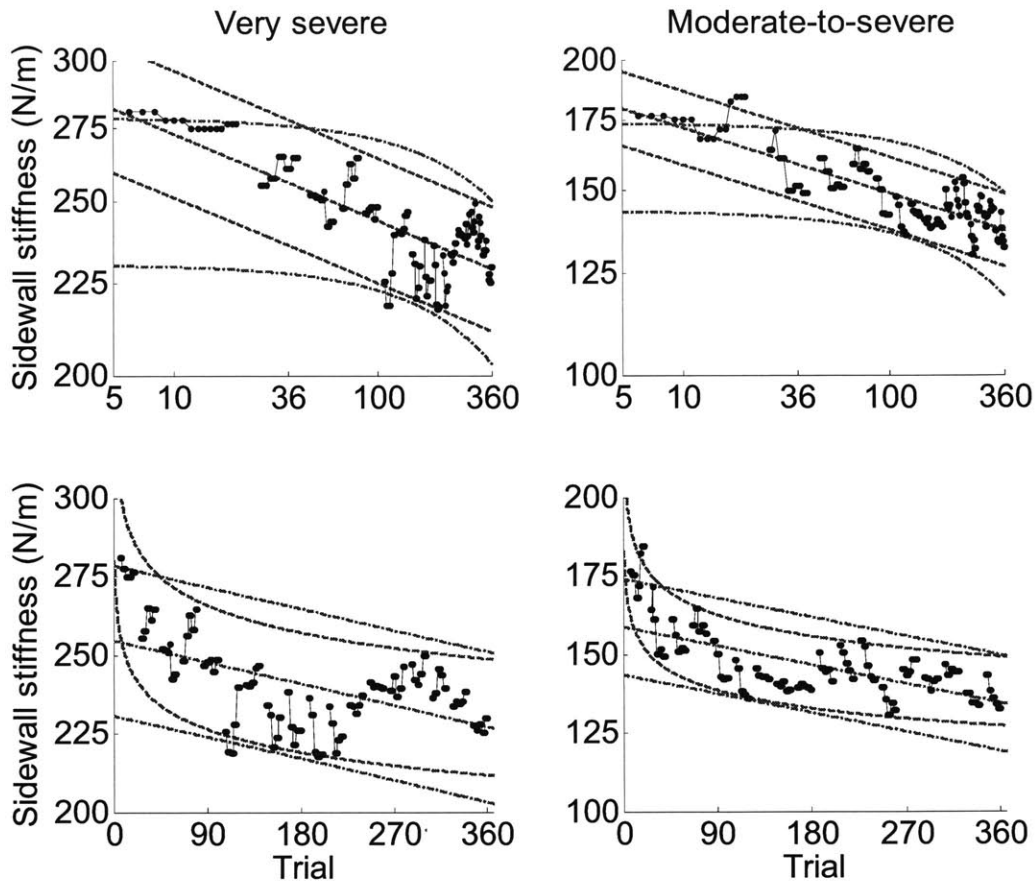 Very severe
Moderate-to-severe
Sidewall stiffness (N/m)
300
275
250
225
200
5 10 36 100 360
200
175
150
125
100
5 10 36 100 360
Sidewall stiffness (N/m)
300
275
250
225
200
0 90 180 270 360
Trial
200
175
150
125
100
0 90 180 270 360
Trial